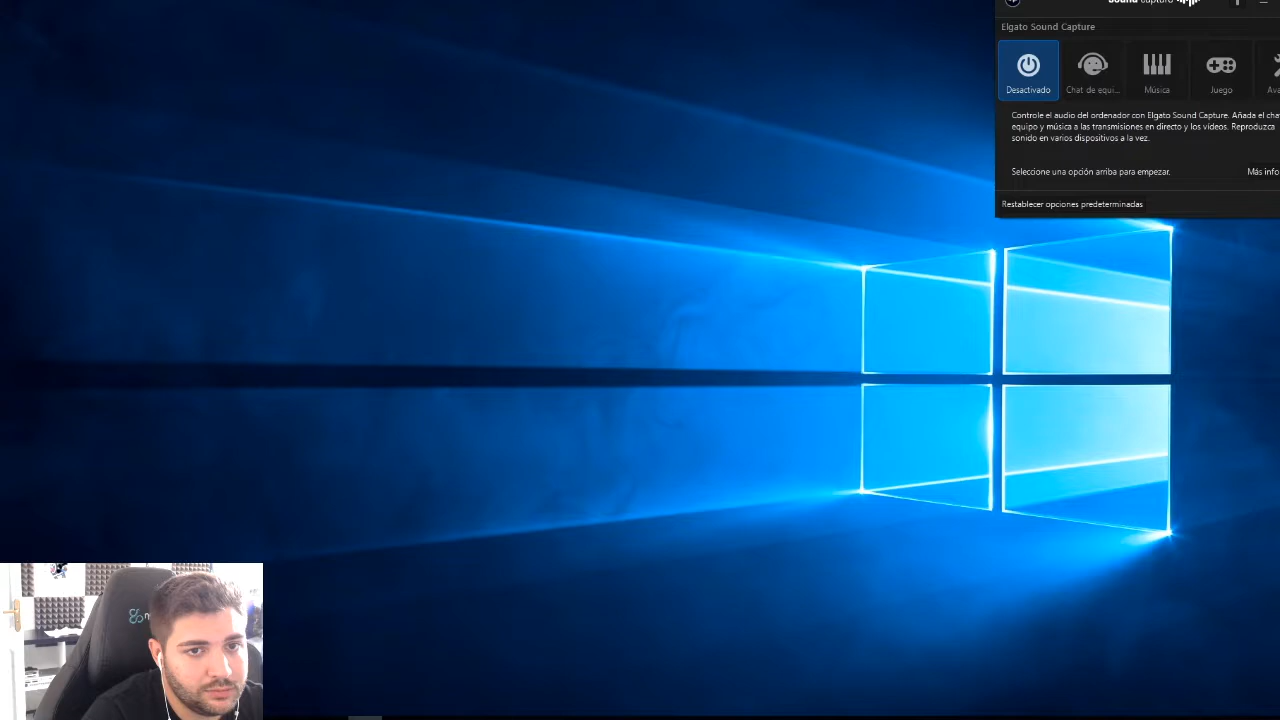 Sound Capture
Elgato Sound Capture
Desactivado
Chat de equi...
Música
Juego
Controle el audio del ordenador con Elgato Sound Capture. Añada el
equipo y música a las transmisiones en directo y los vídeos. Reproduzca
sonido en varios dispositivos a la vez.
Seleccione una opción arriba para empezar.
Más info
Restablecer opciones predeterminadas